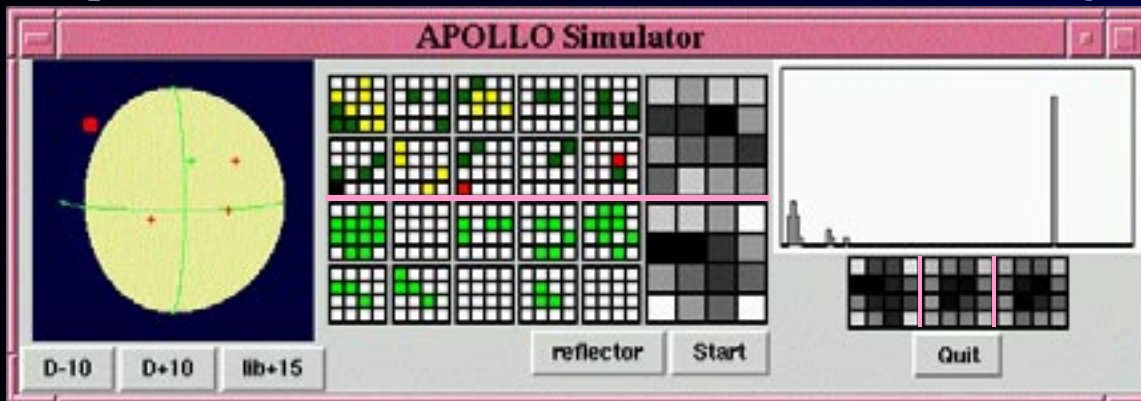 APOLLO Simulator
reflector
Start
Quit
D-10
D+10
lib+15